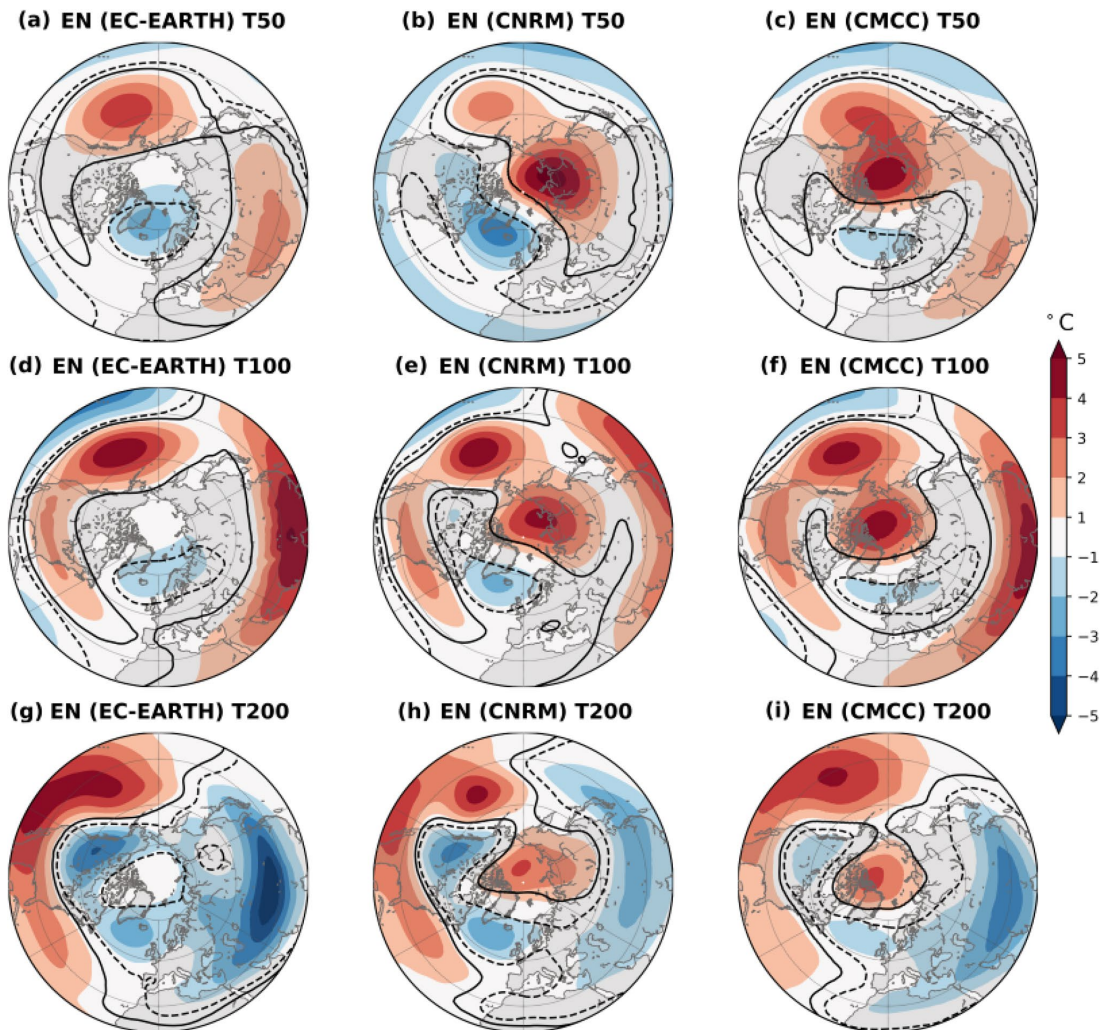 (a) EN (EC-EARTH) T50
(b) EN (CNRM) T50
(c) EN (CMCC) T50
(d) EN (EC-EARTH) T100
(e) EN (CNRM) T100
(f) EN (CMCC) T100
(g) EN (EC-EARTH) T200
(h) EN (CNRM) T200
(i) EN (CMCC) T200
°C
5
4
3
2
1
−1
−2
−3
−4
−5